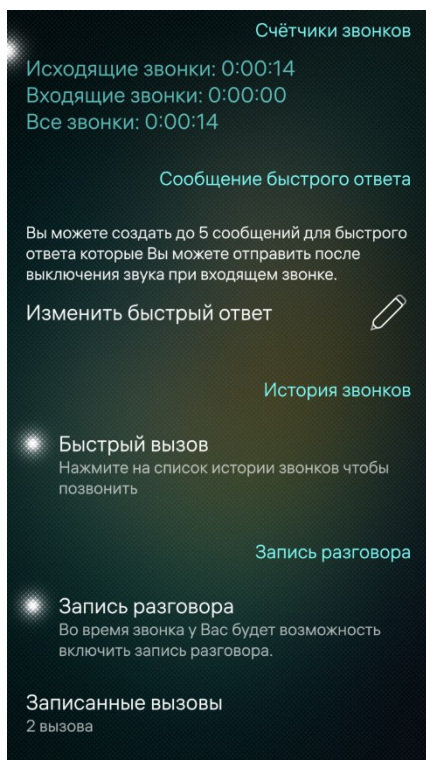 Счётчики звонков
Исходящие звонки: 0:00:14
Входящие звонки: 0:00:00
Все звонки: 0:00:14
Сообщение быстрого ответа
Вы можете создать до 5 сообщений для быстрого
ответа которые Вы можете отправить после
выключения звука при входящем звонке.
Изменить быстрый ответ
История звонков
Быстрый вызов
Нажмите на список истории звонков чтобы
позвонить
Запись разговора
Запись разговора
Во время звонка у Вас будет возможность
включить запись разговора.
Записанные вызовы
2 вызова